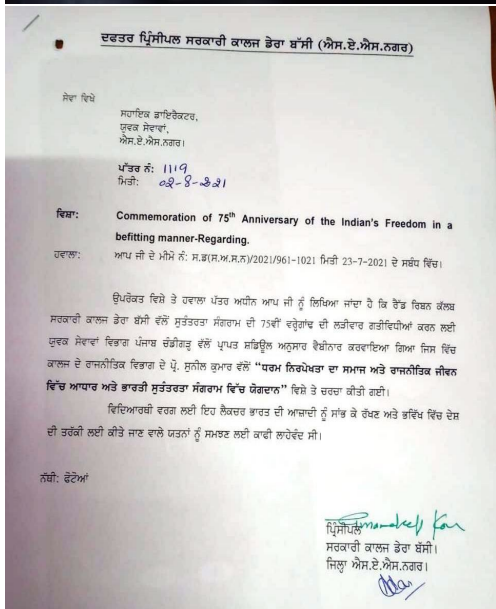 ਦਫਤਰ ਪ੍ਰਿੰਸੀਪਲ ਸਰਕਾਰੀ ਕਾਲਜ ਡੇਰਾ ਬੱਸੀ (ਐਸ.ਏ.ਐਸ.ਨਗਰ)
ਸੇਵਾ ਵਿਖੇ
ਸਹਾਇਕ ਡਾਇਰੈਕਟਰ,
ਯੁਵਕ ਸੇਵਾਵਾਂ,
ਐਸ.ਏ.ਐਸ.ਨਗਰ।
ਪੱਤਰ ਨੰ: 1119
ਮਿਤੀ: 02-8-2021
ਵਿਸ਼ਾ: Commemoration of 75th Anniversary of the Indian's Freedom in a
befitting manner-Regarding.
ਹਵਾਲਾ: ਆਪ ਜੀ ਦੇ ਮੀਮੋ ਨੰ: ਸ.ਡ(ਸ.ਅ.ਸ.ਨ)/2021/961-1021 ਮਿਤੀ 23-7-2021 ਦੇ ਸਬੰਧ ਵਿੱਚ।
ਉਪਰੋਕਤ ਵਿਸ਼ੇ ਤੇ ਹਵਾਲਾ ਪੱਤਰ ਅਧੀਨ ਆਪ ਜੀ ਨੂੰ ਲਿਖਿਆ ਜਾਂਦਾ ਹੈ ਕਿ ਰੈੱਡ ਰਿਬਨ ਕੱਲਬ
ਸਰਕਾਰੀ ਕਾਲਜ ਡੇਰਾ ਬੱਸੀ ਵੱਲੋਂ ਸੁਤੰਤਰਤਾ ਸੰਗਰਾਮ ਦੀ 75ਵੀਂ ਵਰ੍ਹੇਗਾਂਢ ਦੀ ਲੜੀਵਾਰ ਗਤੀਵਿਧੀਆਂ ਕਰਨ ਲਈ
ਯੁਵਕ ਸੇਵਾਵਾਂ ਵਿਭਾਗ ਪੰਜਾਬ ਚੰਡੀਗੜ੍ਹ ਵੱਲੋਂ ਪ੍ਰਾਪਤ ਸ਼ਡਿਊਲ ਅਨੁਸਾਰ ਵੈਬੀਨਾਰ ਕਰਵਾਇਆ ਗਿਆ ਜਿਸ ਵਿੱਚ
ਕਾਲਜ ਦੇ ਰਾਜਨੀਤਿਕ ਵਿਭਾਗ ਦੇ ਪ੍ਰੋ. ਸੁਨੀਲ ਕੁਮਾਰ ਵੱਲੋਂ "ਧਰਮ ਨਿਰਪੇਖਤਾ ਦਾ ਸਮਾਜ ਅਤੇ ਰਾਜਨੀਤਿਕ ਜੀਵਨ
ਵਿੱਚ ਆਧਾਰ ਅਤੇ ਭਾਰਤੀ ਸੁਤੰਤਰਤਾ ਸੰਗਰਾਮ ਵਿੱਚ ਯੋਗਦਾਨ" ਵਿਸ਼ੇ ਤੇ ਚਰਚਾ ਕੀਤੀ ਗਈ।
ਵਿਦਿਆਰਥੀ ਵਰਗ ਲਈ ਇਹ ਲੈਕਚਰ ਭਾਰਤ ਦੀ ਆਜ਼ਾਦੀ ਨੂੰ ਸਾਂਭ ਕੇ ਰੱਖਣ ਅਤੇ ਭਵਿੱਖ ਵਿੱਚ ਦੇਸ਼
ਦੀ ਤਰੱਕੀ ਲਈ ਕੀਤੇ ਜਾਣ ਵਾਲੇ ਯਤਨਾਂ ਨੂੰ ਸਮਝਣ ਲਈ ਕਾਫੀ ਲਾਹੇਵੰਦ ਸੀ।
ਨੱਥੀ: ਫੋਟੋਆਂ
ਪ੍ਰਿੰਸੀਪਲ
ਸਰਕਾਰੀ ਕਾਲਜ ਡੇਰਾ ਬੱਸੀ।
ਜਿਲ੍ਹਾ ਐਸ.ਏ.ਐਸ.ਨਗਰ।